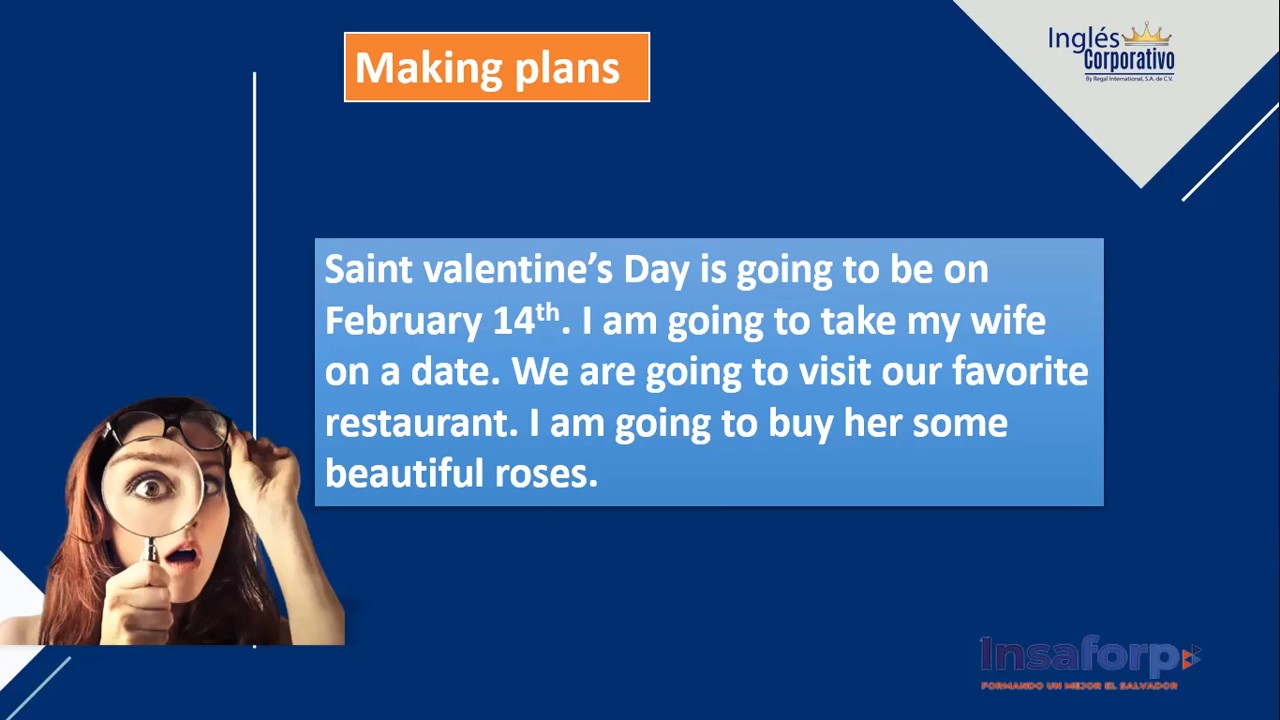 Making plans
Inglés
Corporativo
By Regal International, S.A. de C.V.
Saint valentine’s Day is going to be on
February 14th. I am going to take my wife
on a date. We are going to visit our favorite
restaurant. I am going to buy her some
beautiful roses.
Insaforp
FORMANDO UN MEJOR EL SALVADOR